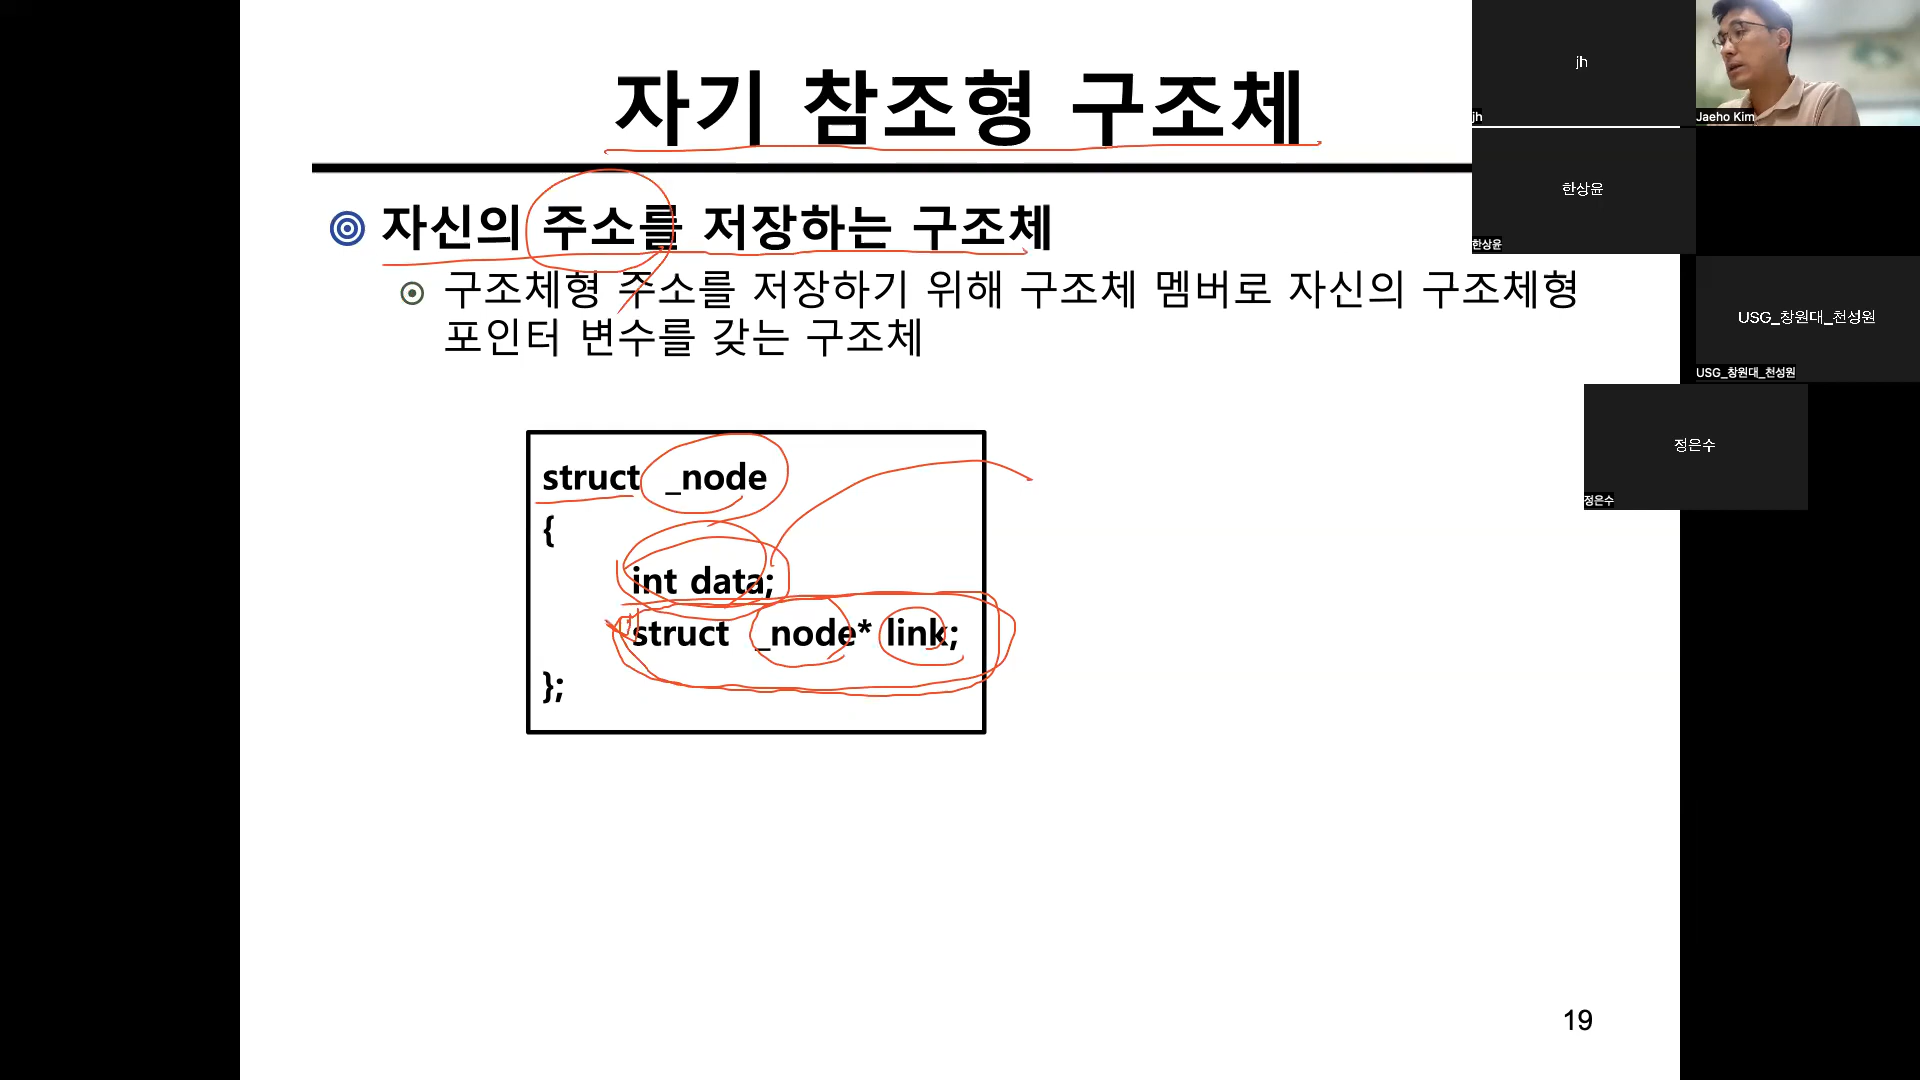 자기 참조형 구조체
자신의 주소를 저장하는 구조체
구조체형 주소를 저장하기 위해 구조체 멤버로 자신의 구조체형
포인터 변수를 갖는 구조체
struct _node
{
int data;
struct _node* link;
};
19
jh
jh
Jaeho Kim
한상윤
한상윤
USG_창원대_천성원
USG_창원대_천성원
정은수
정은수